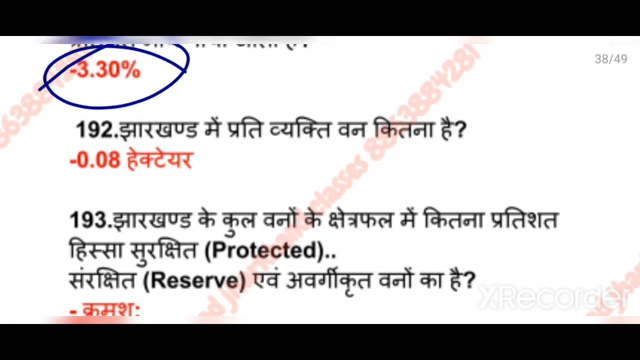 -3.30%
38/49
192.झारखण्ड में प्रति व्यक्ति वन कितना है?
-0.08 हेक्टेयर
193.झारखण्ड के कुल वनों के क्षेत्रफल में कितना प्रतिशत
हिस्सा सुरक्षित (Protected)..
संरक्षित (Reserve) एवं अवर्गीकृत वनों का है?
- क्रमश:
XRecorder